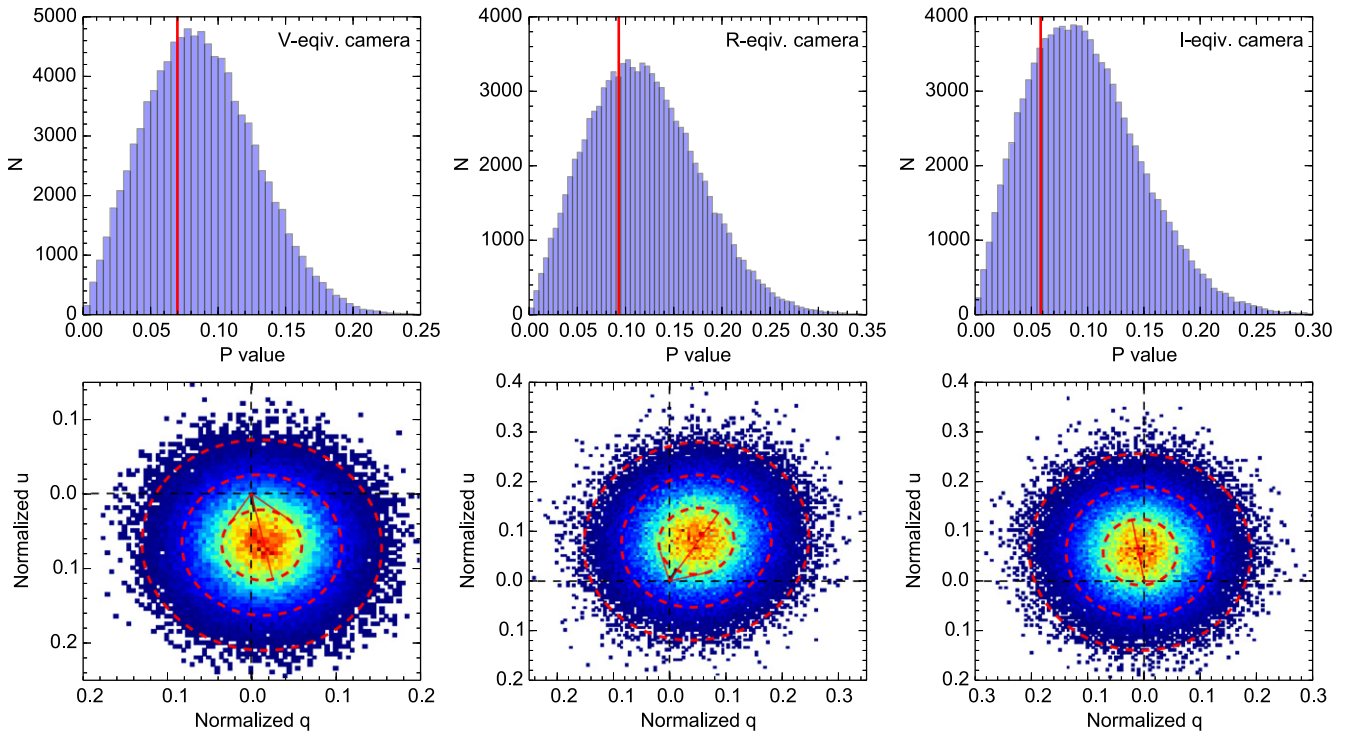 5000
4000
3000
2000
1000
0
N
V-eqiv. camera
0.00 0.05 0.10 0.15 0.20 0.25
P value
4000
3000
2000
1000
0
N
R-eqiv. camera
0.00 0.05 0.10 0.15 0.20 0.25 0.30 0.35
P value
4000
3000
2000
1000
0
N
I-eqiv. camera
0.00 0.05 0.10 0.15 0.20 0.25 0.30
P value
0.1
0.0
0.1
0.2
Normalized u
0.2 0.1 0.0 0.1 0.2
Normalized q
0.4
0.3
0.2
0.1
0.0
0.1
0.2
Normalized u
0.2 0.1 0.0 0.1 0.2 0.3
Normalized q
0.4
0.3
0.2
0.1
0.0
0.1
0.2
Normalized u
0.3 0.2 0.1 0.0 0.1 0.2 0.3
Normalized q